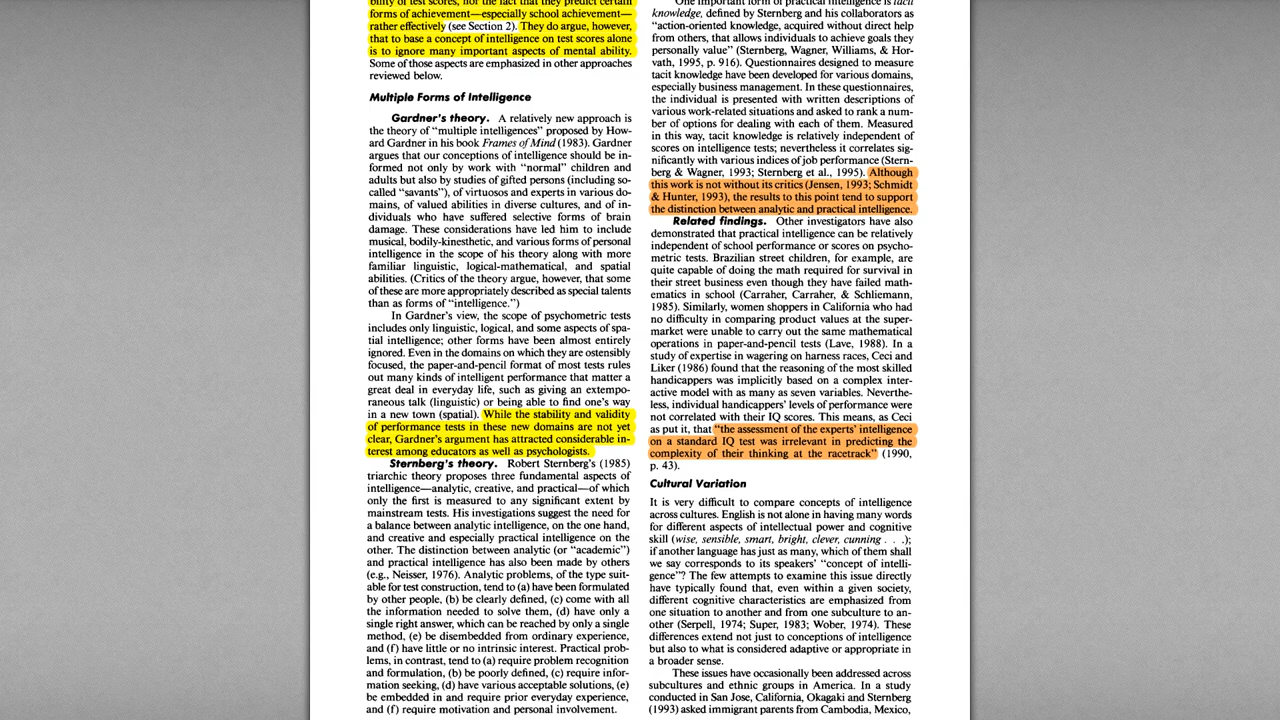 bility of test scores, nor the fact that they predict certain
forms of achievement—especially school achievement—
rather effectively (see Section 2). They do argue, however,
that to base a concept of intelligence on test scores alone
is to ignore many important aspects of mental ability.
Some of those aspects are emphasized in other approaches
reviewed below.
Multiple Forms of Intelligence
Gardner's theory. A relatively new approach is
the theory of "multiple intelligences" proposed by How-
ard Gardner in his book Frames of Mind (1983). Gardner
argues that our conceptions of intelligence should be in-
formed not only by work with "normal" children and
adults but also by studies of gifted persons (including so-
called "savants"), of virtuosos and experts in various do-
mains, of valued abilities in diverse cultures, and of in-
dividuals who have suffered selective forms of brain
damage. These considerations have led him to include
musical, bodily-kinesthetic, and various forms of personal
intelligence in the scope of his theory along with more
familiar linguistic, logical-mathematical, and spatial
abilities. (Critics of the theory argue, however, that some
of these are more appropriately described as special talents
than as forms of "intelligence.")
In Gardner's view, the scope of psychometric tests
includes only linguistic, logical, and some aspects of spa-
tial intelligence; other forms have been almost entirely
ignored. Even in the domains on which they are ostensibly
focused, the paper-and-pencil format of most tests rules
out many kinds of intelligent performance that matter a
great deal in everyday life, such as giving an extempo-
raneous talk (linguistic) or being able to find one's way
in a new town (spatial). While the stability and validity
of performance tests in these new domains are not yet
clear, Gardner's argument has attracted considerable in-
terest among educators as well as psychologists.
Sternberg's theory. Robert Sternberg's (1985)
triarchic theory proposes three fundamental aspects of
intelligence—analytic, creative, and practical—of which
only the first is measured to any significant extent by
mainstream tests. His investigations suggest the need for
a balance between analytic intelligence, on the one hand,
and creative and especially practical intelligence on the
other. The distinction between analytic (or "academic")
and practical intelligence has also been made by others
(e.g., Neisser, 1976). Analytic problems, of the type suit-
able for test construction, tend to (a) have been formulated
by other people, (b) be clearly defined, (c) come with all
the information needed to solve them, (d) have only a
single right answer, which can be reached by only a single
method, (e) be disembedded from ordinary experience,
and (f) have little or no intrinsic interest. Practical prob-
lems, in contrast, tend to (a) require problem recognition
and formulation, (b) be poorly defined, (c) require infor-
mation seeking, (d) have various acceptable solutions, (e)
be embedded in and require prior everyday experience,
and (f) require motivation and personal involvement.
One important form of practical intelligence is tacit
knowledge, defined by Sternberg and his collaborators as
"action-oriented knowledge, acquired without direct help
from others, that allows individuals to achieve goals they
personally value" (Sternberg, Wagner, Williams, & Hor-
vath, 1995, p. 916). Questionnaires designed to measure
tacit knowledge have been developed for various domains,
especially business management. In these questionnaires,
the individual is presented with written descriptions of
various work-related situations and asked to rank a num-
ber of options for dealing with each of them. Measured
in this way, tacit knowledge is relatively independent of
scores on intelligence tests; nevertheless it correlates sig-
nificantly with various indices of job performance (Stern-
berg & Wagner, 1993; Sternberg et al., 1995). Although
this work is not without its critics (Jensen, 1993; Schmidt
& Hunter, 1993), the results to this point tend to support
the distinction between analytic and practical intelligence.
Related findings. Other investigators have also
demonstrated that practical intelligence can be relatively
independent of school performance or scores on psycho-
metric tests. Brazilian street children, for example, are
quite capable of doing the math required for survival in
their street business even though they have failed math-
ematics in school (Carraher, Carraher, & Schliemann,
1985). Similarly, women shoppers in California who had
no difficulty in comparing product values at the super-
market were unable to carry out the same mathematical
operations in paper-and-pencil tests (Lave, 1988). In a
study of expertise in wagering on harness races, Ceci and
Liker (1986) found that the reasoning of the most skilled
handicappers was implicitly based on a complex inter-
active model with as many as seven variables. Neverthe-
less, individual handicappers' levels of performance were
not correlated with their IQ scores. This means, as Ceci
as put it, that "the assessment of the experts' intelligence
on a standard IQ test was irrelevant in predicting the
complexity of their thinking at the racetrack" (1990,
p. 43).
Cultural Variation
It is very difficult to compare concepts of intelligence
across cultures. English is not alone in having many words
for different aspects of intellectual power and cognitive
skill (wise, sensible, smart, bright, clever, cunning . . .);
if another language has just as many, which of them shall
we say corresponds to its speakers' "concept of intelli-
gence"? The few attempts to examine this issue directly
have typically found that, even within a given society,
different cognitive characteristics are emphasized from
one situation to another and from one subculture to an-
other (Serpell, 1974; Super, 1983; Wober, 1974). These
differences extend not just to conceptions of intelligence
but also to what is considered adaptive or appropriate in
a broader sense.
These issues have occasionally been addressed across
subcultures and ethnic groups in America. In a study
conducted in San Jose, California, Okagaki and Sternberg
(1993) asked immigrant parents from Cambodia, Mexico,